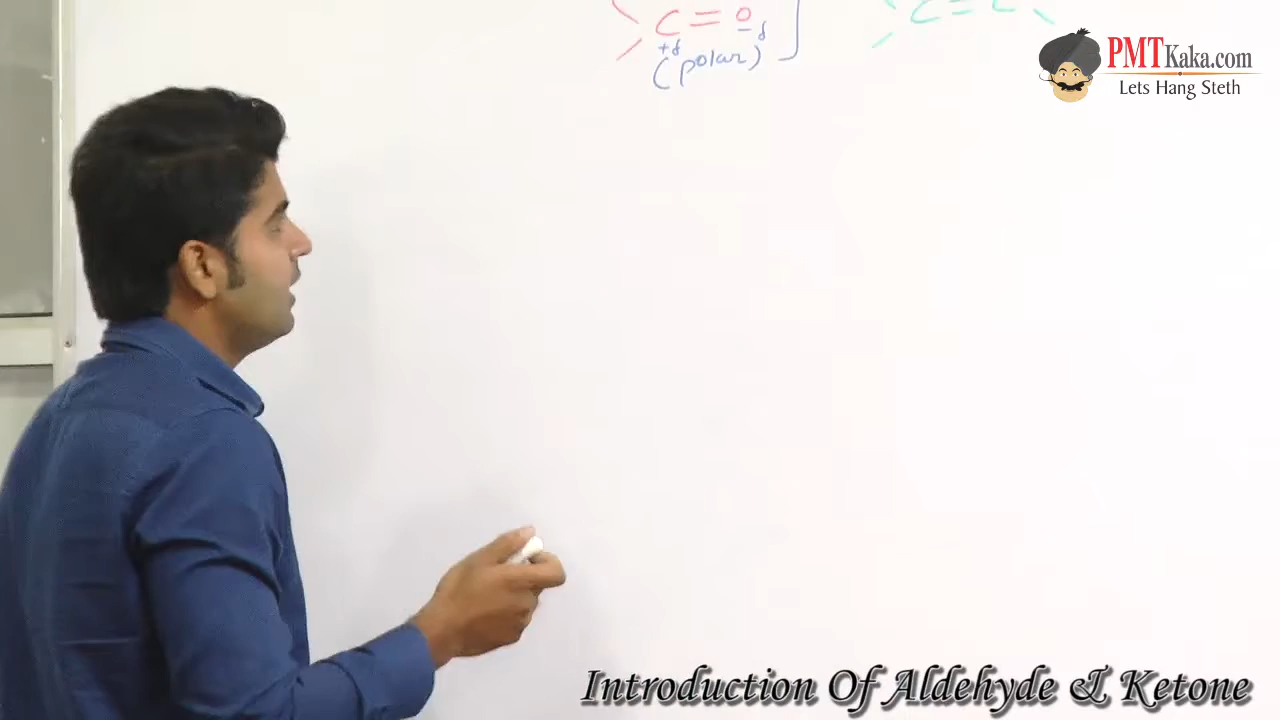 C = O
+δ -δ
(polar)
C = C
PMTKaka.com
Lets Hang Steth
Introduction Of Aldehyde & Ketone